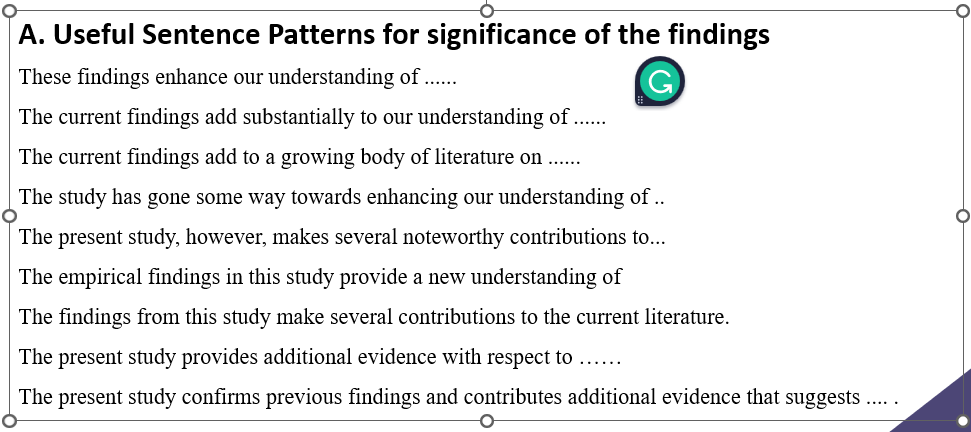 A. Useful Sentence Patterns for significance of the findings
These findings enhance our understanding of ......
The current findings add substantially to our understanding of ......
The current findings add to a growing body of literature on ......
The study has gone some way towards enhancing our understanding of ..
The present study, however, makes several noteworthy contributions to...
The empirical findings in this study provide a new understanding of
The findings from this study make several contributions to the current literature.
The present study provides additional evidence with respect to ……
The present study confirms previous findings and contributes additional evidence that suggests .... .